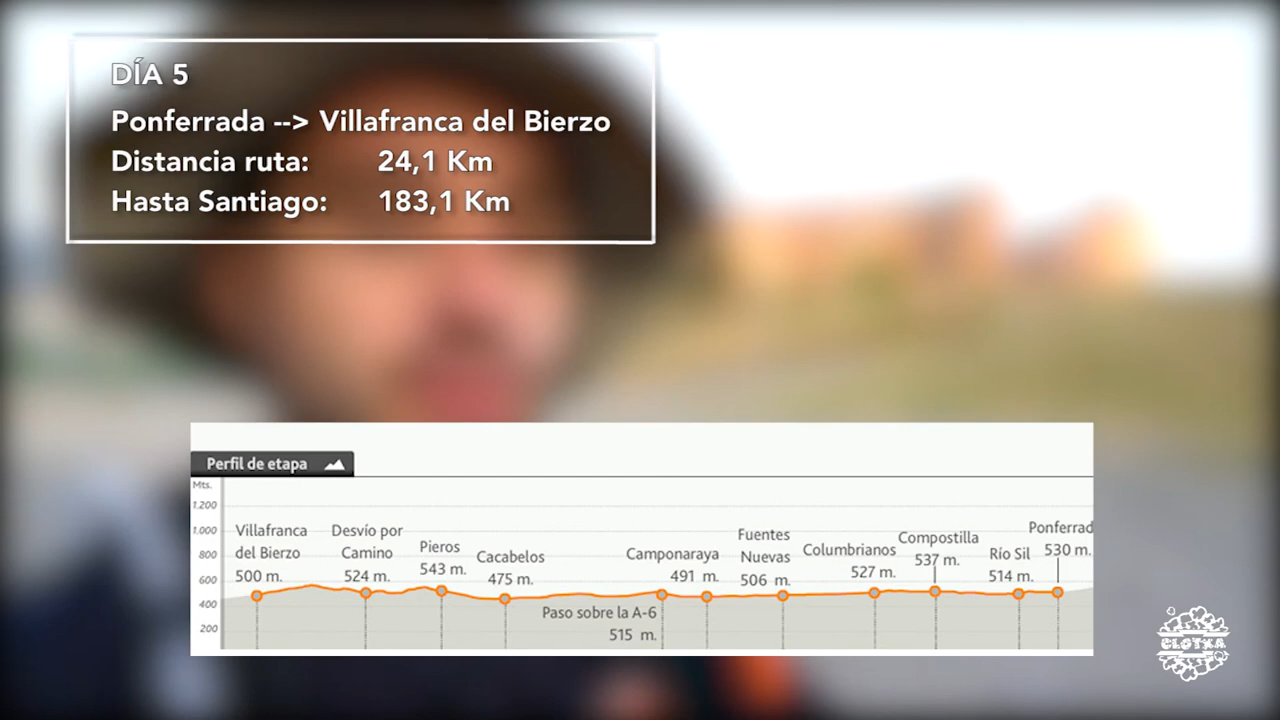 DÍA 5
Ponferrada --> Villafranca del Bierzo
Distancia ruta: 24,1 Km
Hasta Santiago: 183,1 Km
Perfil de etapa
Mts.
1.200
1.000
800
600
400
200
Villafranca
del Bierzo
500 m.
Desvío por
Camino
524 m.
Pieros
543 m.
Cacabelos
475 m.
Paso sobre la A-6
515 m.
Camponaraya
491 m.
Fuentes
Nuevas
506 m.
Columbrianos
527 m.
Compostilla
537 m.
Río Sil
514 m.
Ponferrad
530 m.
CLOTXA